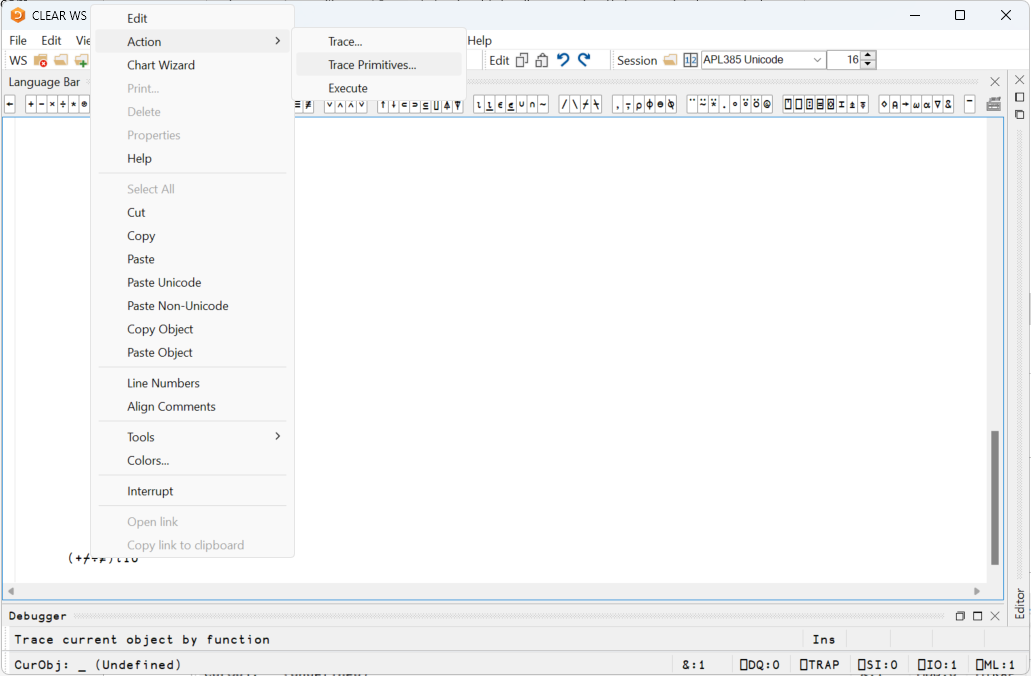 CLEAR WS
File Edit Help
WS Edit Session APL385 Unicode 16
Language Bar
Edit
Action
Chart Wizard
Print...
Delete
Properties
Help
Select All
Cut
Copy
Paste
Paste Unicode
Paste Non-Unicode
Copy Object
Paste Object
Line Numbers
Align Comments
Tools
Colors...
Interrupt
Open link
Copy link to clipboard
Trace...
Trace Primitives...
Execute
Editor
Debugger
Trace current object by function Ins
CurObj: _ (Undefined) &:1 ⎕DQ:0 ⎕TRAP ⎕SI:0 ⎕IO:1 ⎕ML:1